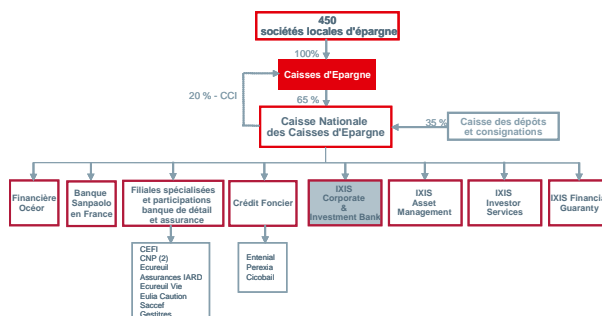 450
sociétés locales d'épargne
100%
Caisses d'Epargne
20 % - CCI
65 %
Caisse Nationale
des Caisses d'Epargne
35 %
Caisse des dépôts
et consignations
Financière
Océor
Banque
Sanpaolo
en France
Filiales spécialisées
et participations
banque de détail
et assurance
Crédit Foncier
IXIS
Corporate
&
Investment Bank
IXIS
Asset
Management
IXIS
Investor
Services
IXIS Financial
Guaranty
CEFI
CNP (2)
Ecureuil
Assurances IARD
Ecureuil Vie
Eulia Caution
Saccef
Gestitres
Entenial
Perexia
Cicobail